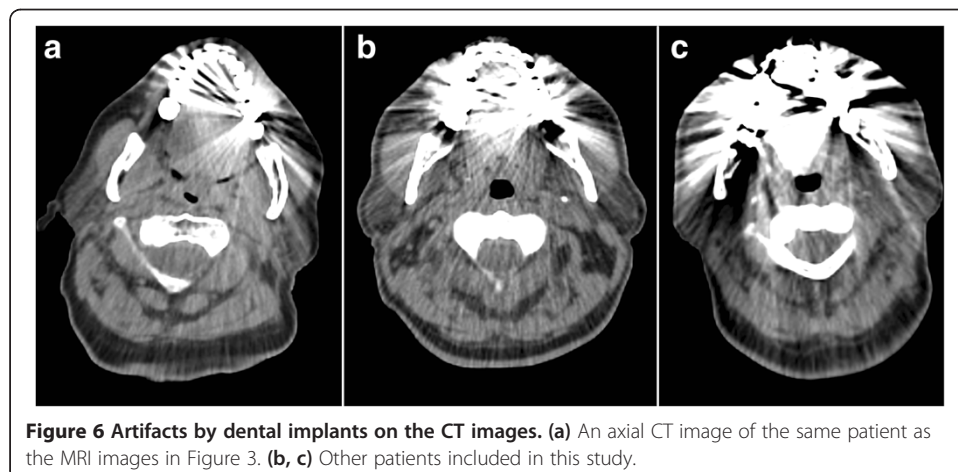 a b c
Figure 6 Artifacts by dental implants on the CT images. (a) An axial CT image of the same patient as
the MRI images in Figure 3. (b, c) Other patients included in this study.